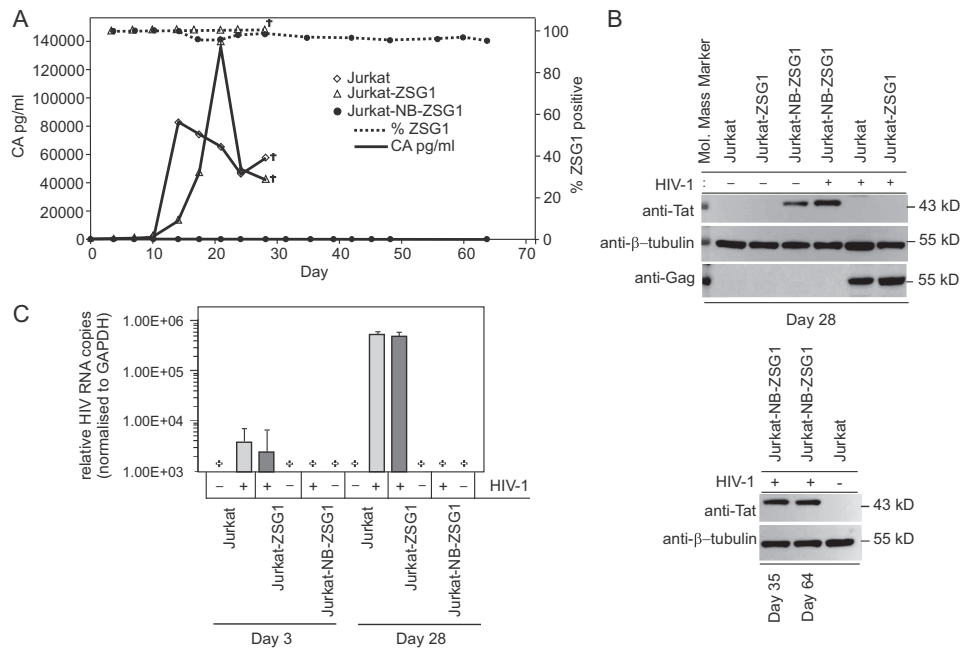 A
140000
120000
100000
80000
60000
40000
20000
0
CA pg/ml
0 10 20 30 40 50 60 70
Day
100
80
60
40
20
0
% ZSG1 positive
Jurkat
Jurkat-ZSG1
Jurkat-NB-ZSG1
% ZSG1
CA pg/ml
†
†
†
B
Mol. Mass Marker
Jurkat
Jurkat-ZSG1
Jurkat-NB-ZSG1
Jurkat-NB-ZSG1
Jurkat
Jurkat-ZSG1
HIV-1 : – – – + + +
anti-Tat 43 kD
anti-β–tubulin 55 kD
anti-Gag 55 kD
Day 28
Jurkat-NB-ZSG1
Jurkat-NB-ZSG1
Jurkat
HIV-1 + + -
anti-Tat 43 kD
anti-β–tubulin 55 kD
Day 35
Day 64
C
relative HIV RNA copies
(normalised to GAPDH)
1.00E+06
1.00E+05
1.00E+04
1.00E+03
– + + – + – – + + – + – HIV-1
Jurkat
Jurkat-ZSG1
Jurkat-NB-ZSG1
Jurkat
Jurkat-ZSG1
Jurkat-NB-ZSG1
Day 3
Day 28